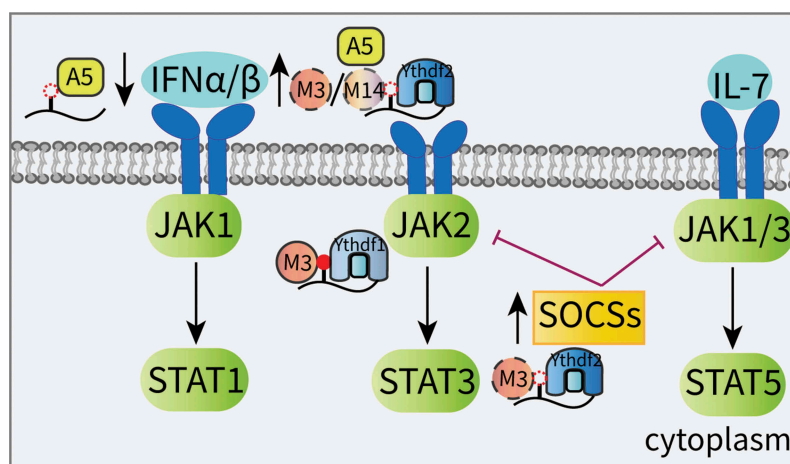 A5
IFNα/β
A5
M3/M14
Ythdf2
IL-7
JAK1
JAK2
JAK1/3
M3
Ythdf1
SOCSs
M3
Ythdf2
STAT1
STAT3
STAT5
cytoplasm